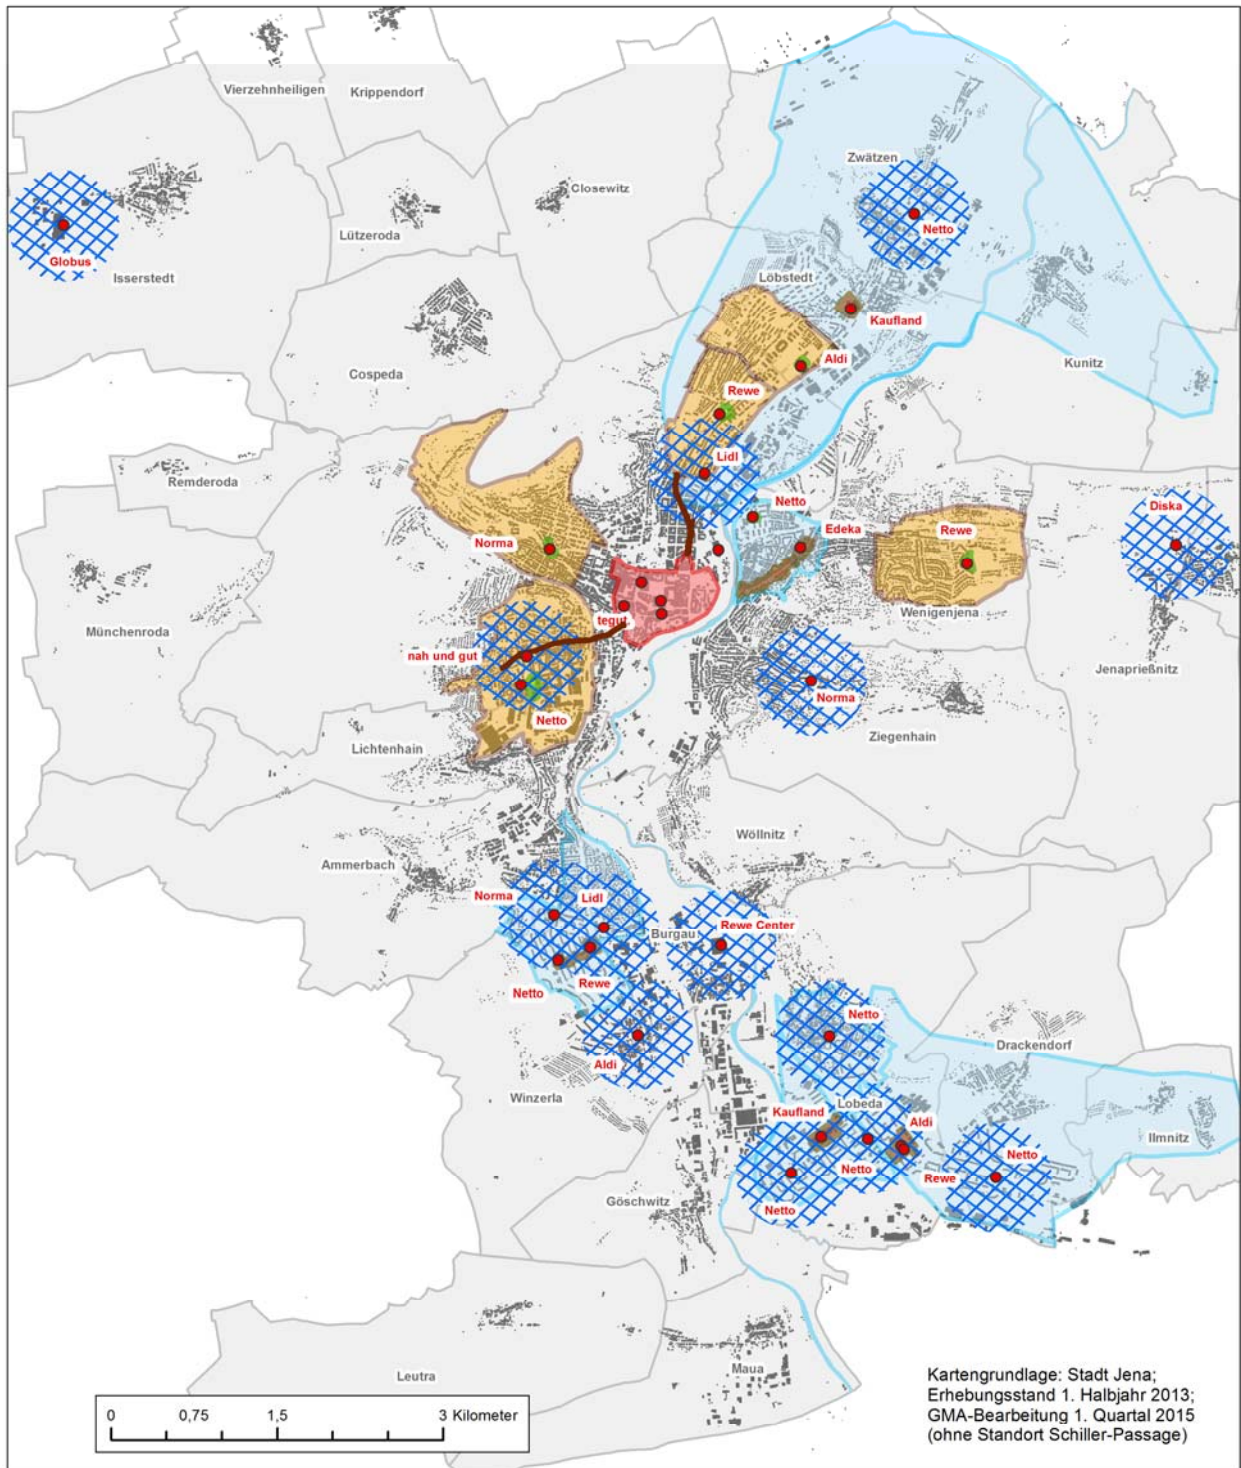 Vierzehnheiligen
Krippendorf
Zwätzen
Closewitz
Netto
Lützeroda
Globus
Isserstedt
Löbstedt
Kaufland
Aldi
Kunitz
Cospeda
Rewe
Lidl
Remderoda
Netto
Diska
Edeka
Rewe
Norma
Wenigenjena
tegut
Münchenroda
nah und gut
Jenaprießnitz
Norma
Netto
Ziegenhain
Lichtenhain
Wöllnitz
Ammerbach
Norma
Lidl
Rewe Center
Burgau
Rewe
Netto
Netto
Drackendorf
Aldi
Winzerla
Lobeda
Kaufland
Aldi
Ilmnitz
Netto
Netto
Rewe
Göschwitz
Netto
Maua
Leutra
Kartengrundlage: Stadt Jena;
Erhebungsstand 1. Halbjahr 2013;
GMA-Bearbeitung 1. Quartal 2015
(ohne Standort Schiller-Passage)
0 0,75 1,5 3 Kilometer